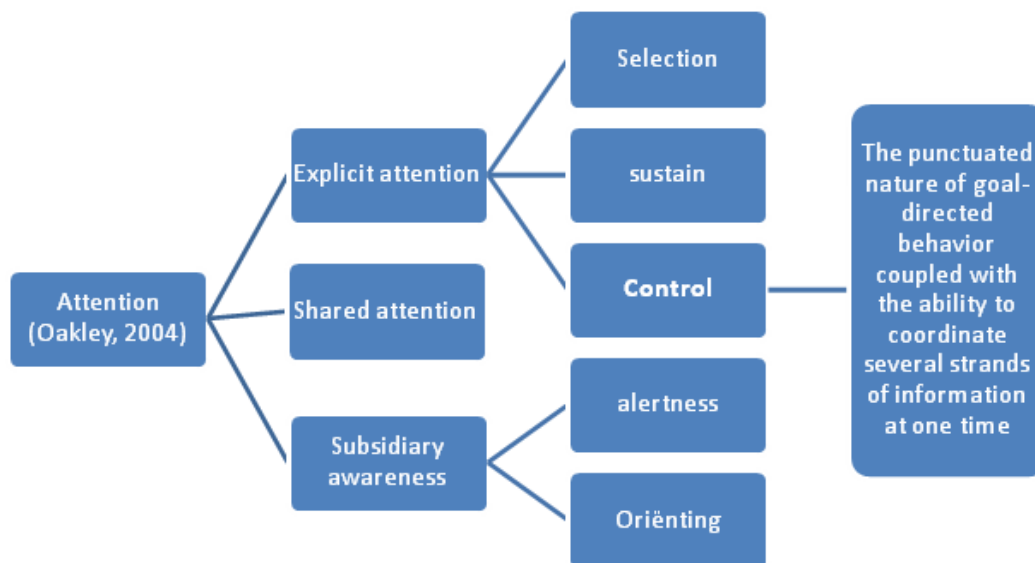 Attention
(Oakley, 2004)
Explicit attention
Shared attention
Subsidiary
awareness
Selection
sustain
Control
alertness
Oriënting
The punctuated
nature of goal-
directed
behavior
coupled with
the ability to
coordinate
several strands
of information
at one time